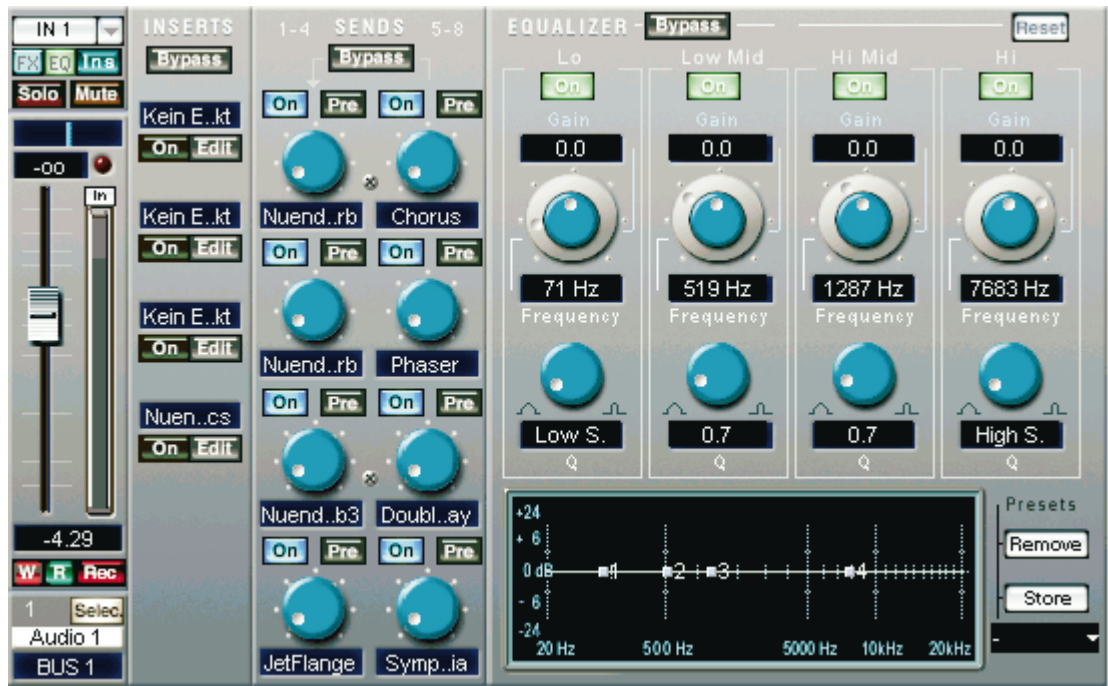 IN 1
FX EQ Ins
Solo Mute
-oo
In
-4.29
W R Rec
1 Selec.
Audio 1
BUS 1
INSERTS
Bypass
Kein E..kt
On Edit
Kein E..kt
On Edit
Kein E..kt
On Edit
Nuen..cs
On Edit
1-4 SENDS 5-8
Bypass
On Pre On Pre
Nuend..rb Chorus
On Pre On Pre
Nuend..rb Phaser
On Pre On Pre
Nuend..b3 Doubl..ay
On Pre On Pre
JetFlange Symp..ia
EQUALIZER Bypass Reset
Lo Low Mid Hi Mid Hi
On On On On
Gain Gain Gain Gain
0.0 0.0 0.0 0.0
71 Hz 519 Hz 1287 Hz 7683 Hz
Frequency Frequency Frequency Frequency
Low S. 0.7 0.7 High S.
Q Q Q Q
+24
+ 6
0 dB 1 2 3 4
- 6
-24
20 Hz 500 Hz 5000 Hz 10kHz 20kHz
Presets
Remove
Store
-